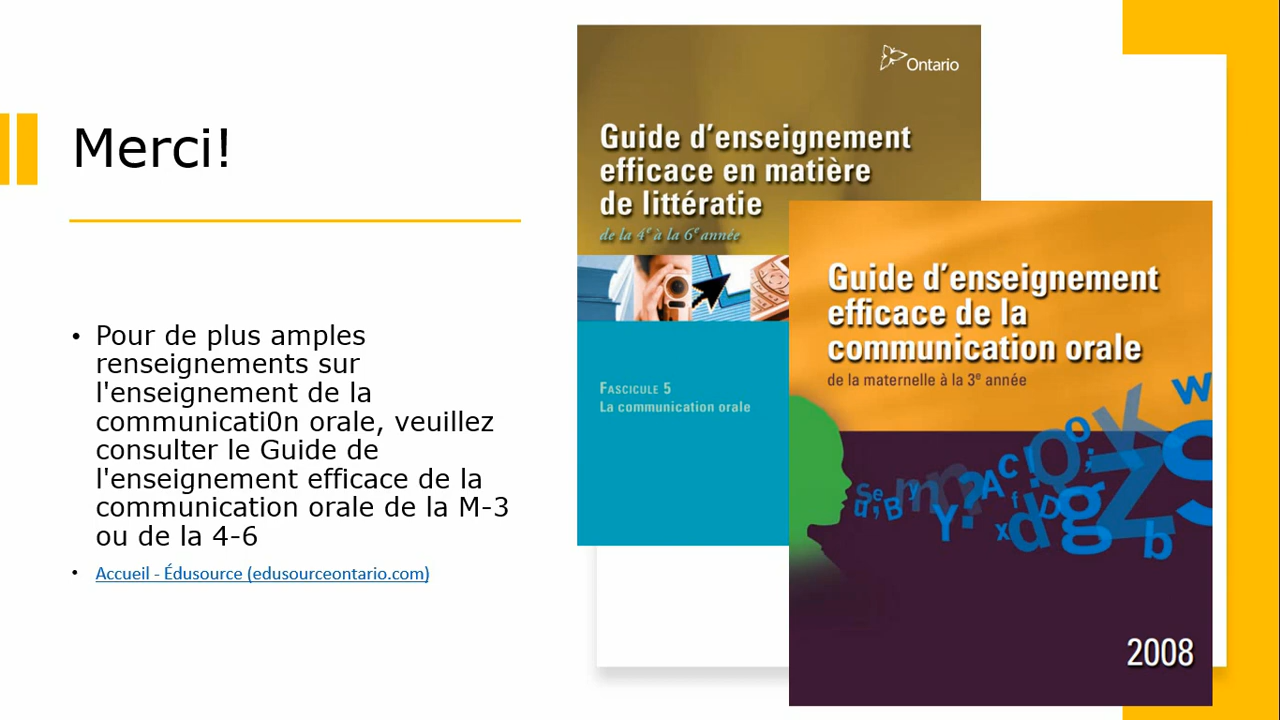 Merci!
• Pour de plus amples
renseignements sur
l'enseignement de la
communicati0n orale, veuillez
consulter le Guide de
l'enseignement efficace de la
communication orale de la M-3
ou de la 4-6
• Accueil - Édusource (edusourceontario.com)
Ontario
Guide d'enseignement
efficace en matière
de littératie
de la 4e à la 6e année
FASCICULE 5
La communication orale
Guide d'enseignement
efficace de la
communication orale
de la maternelle à la 3e année
2008